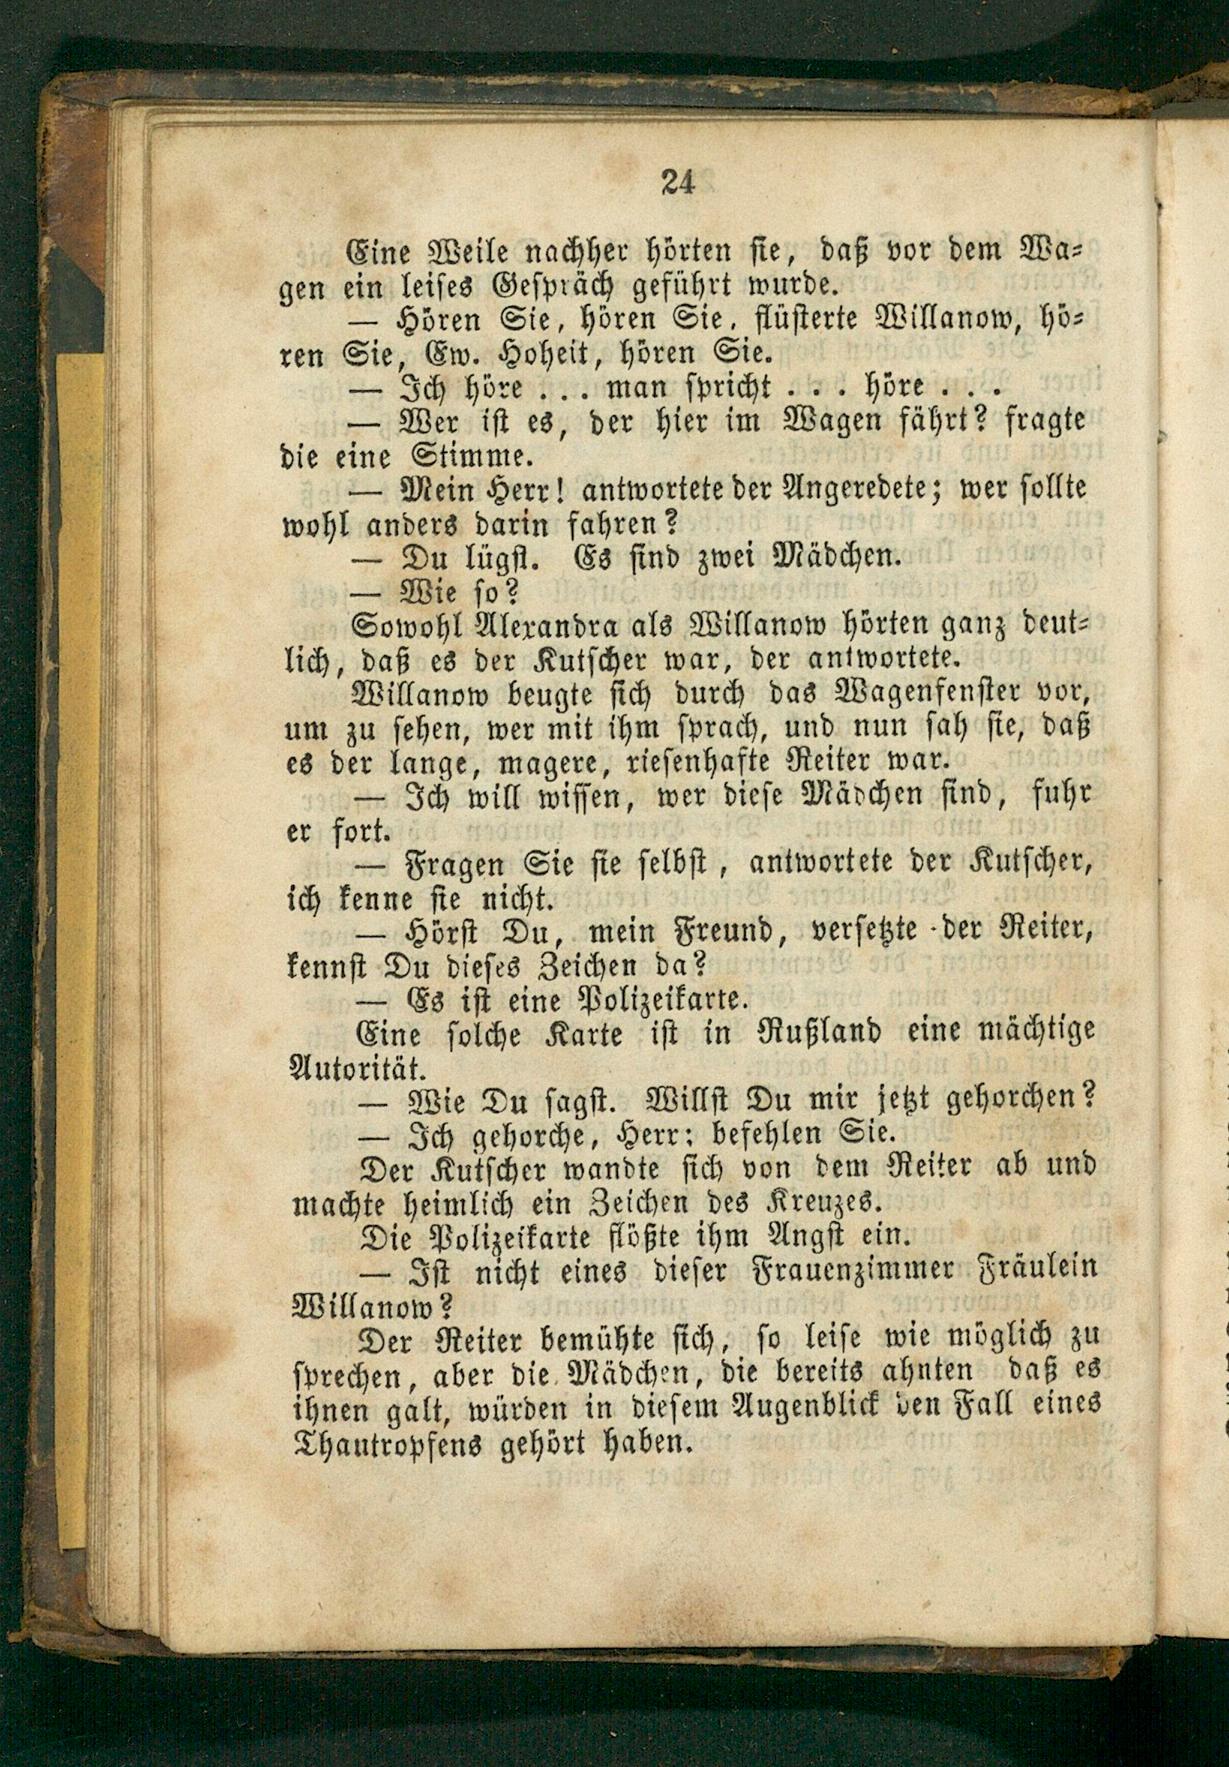 24
Eine Weile nachher hörten sie, daß vor dem Wa-
gen ein leises Gespräch geführt wurde.
— Hören Sie, hören Sie, flüsterte Willanow, hö-
ren Sie, Ew. Hoheit, hören Sie.
— Ich höre . . . man spricht . . . höre . . .
— Wer ist es, der hier im Wagen fährt? fragte
die eine Stimme.
— Mein Herr! antwortete der Angeredete; wer sollte
wohl anders darin fahren?
— Du lügst. Es sind zwei Mädchen.
— Wie so?
Sowohl Alexandra als Willanow hörten ganz deut-
lich, daß es der Kutscher war, der antwortete.
Willanow beugte sich durch das Wagenfenster vor,
um zu sehen, wer mit ihm sprach, und nun sah sie, daß
es der lange, magere, riesenhafte Reiter war.
— Ich will wissen, wer diese Mädchen sind, fuhr
er fort.
— Fragen Sie sie selbst, antwortete der Kutscher,
ich kenne sie nicht.
— Hörst Du, mein Freund, versetzte der Reiter,
kennst Du dieses Zeichen da?
— Es ist eine Polizeikarte.
Eine solche Karte ist in Rußland eine mächtige
Autorität.
— Wie Du sagst. Willst Du mir jetzt gehorchen?
— Ich gehorche, Herr; befehlen Sie.
Der Kutscher wandte sich von dem Reiter ab und
machte heimlich ein Zeichen des Kreuzes.
Die Polizeikarte flößte ihm Angst ein.
— Ist nicht eines dieser Frauenzimmer Fräulein
Willanow?
Der Reiter bemühte sich, so leise wie möglich zu
sprechen, aber die Mädchen, die bereits ahnten daß es
ihnen galt, würden in diesem Augenblick den Fall eines
Thautropfens gehört haben.